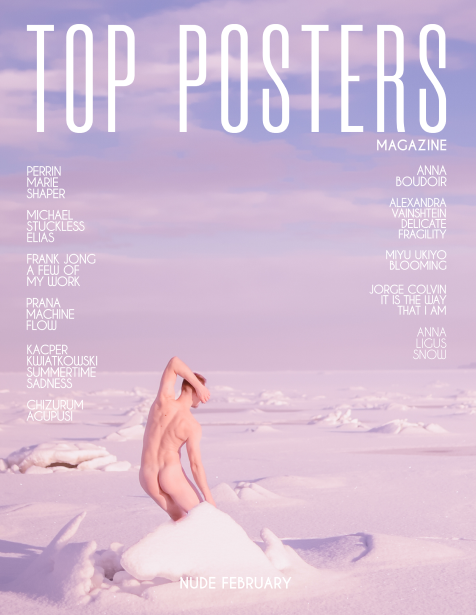 TOP POSTERS
MAGAZINE
PERRIN
MARIE
SHAPER
MICHAEL
STUCKLESS
ELIAS
FRANK JONG
A FEW OF
MY WORK
PRANA
MACHINE
FLOW
KACPER
KWIATKOWSKI
SUMMERTIME
SADNESS
GHIZURUM
AGUPUSI
ANNA
BOUDOIR
ALEXANDRA
VAINSHTEIN
DELICATE
FRAGILITY
MIYU UKIYO
BLOOMING
JORGE COLVIN
IT IS THE WAY
THAT I AM
ANNA
LIGUS
SNOW
NUDE FEBRUARY